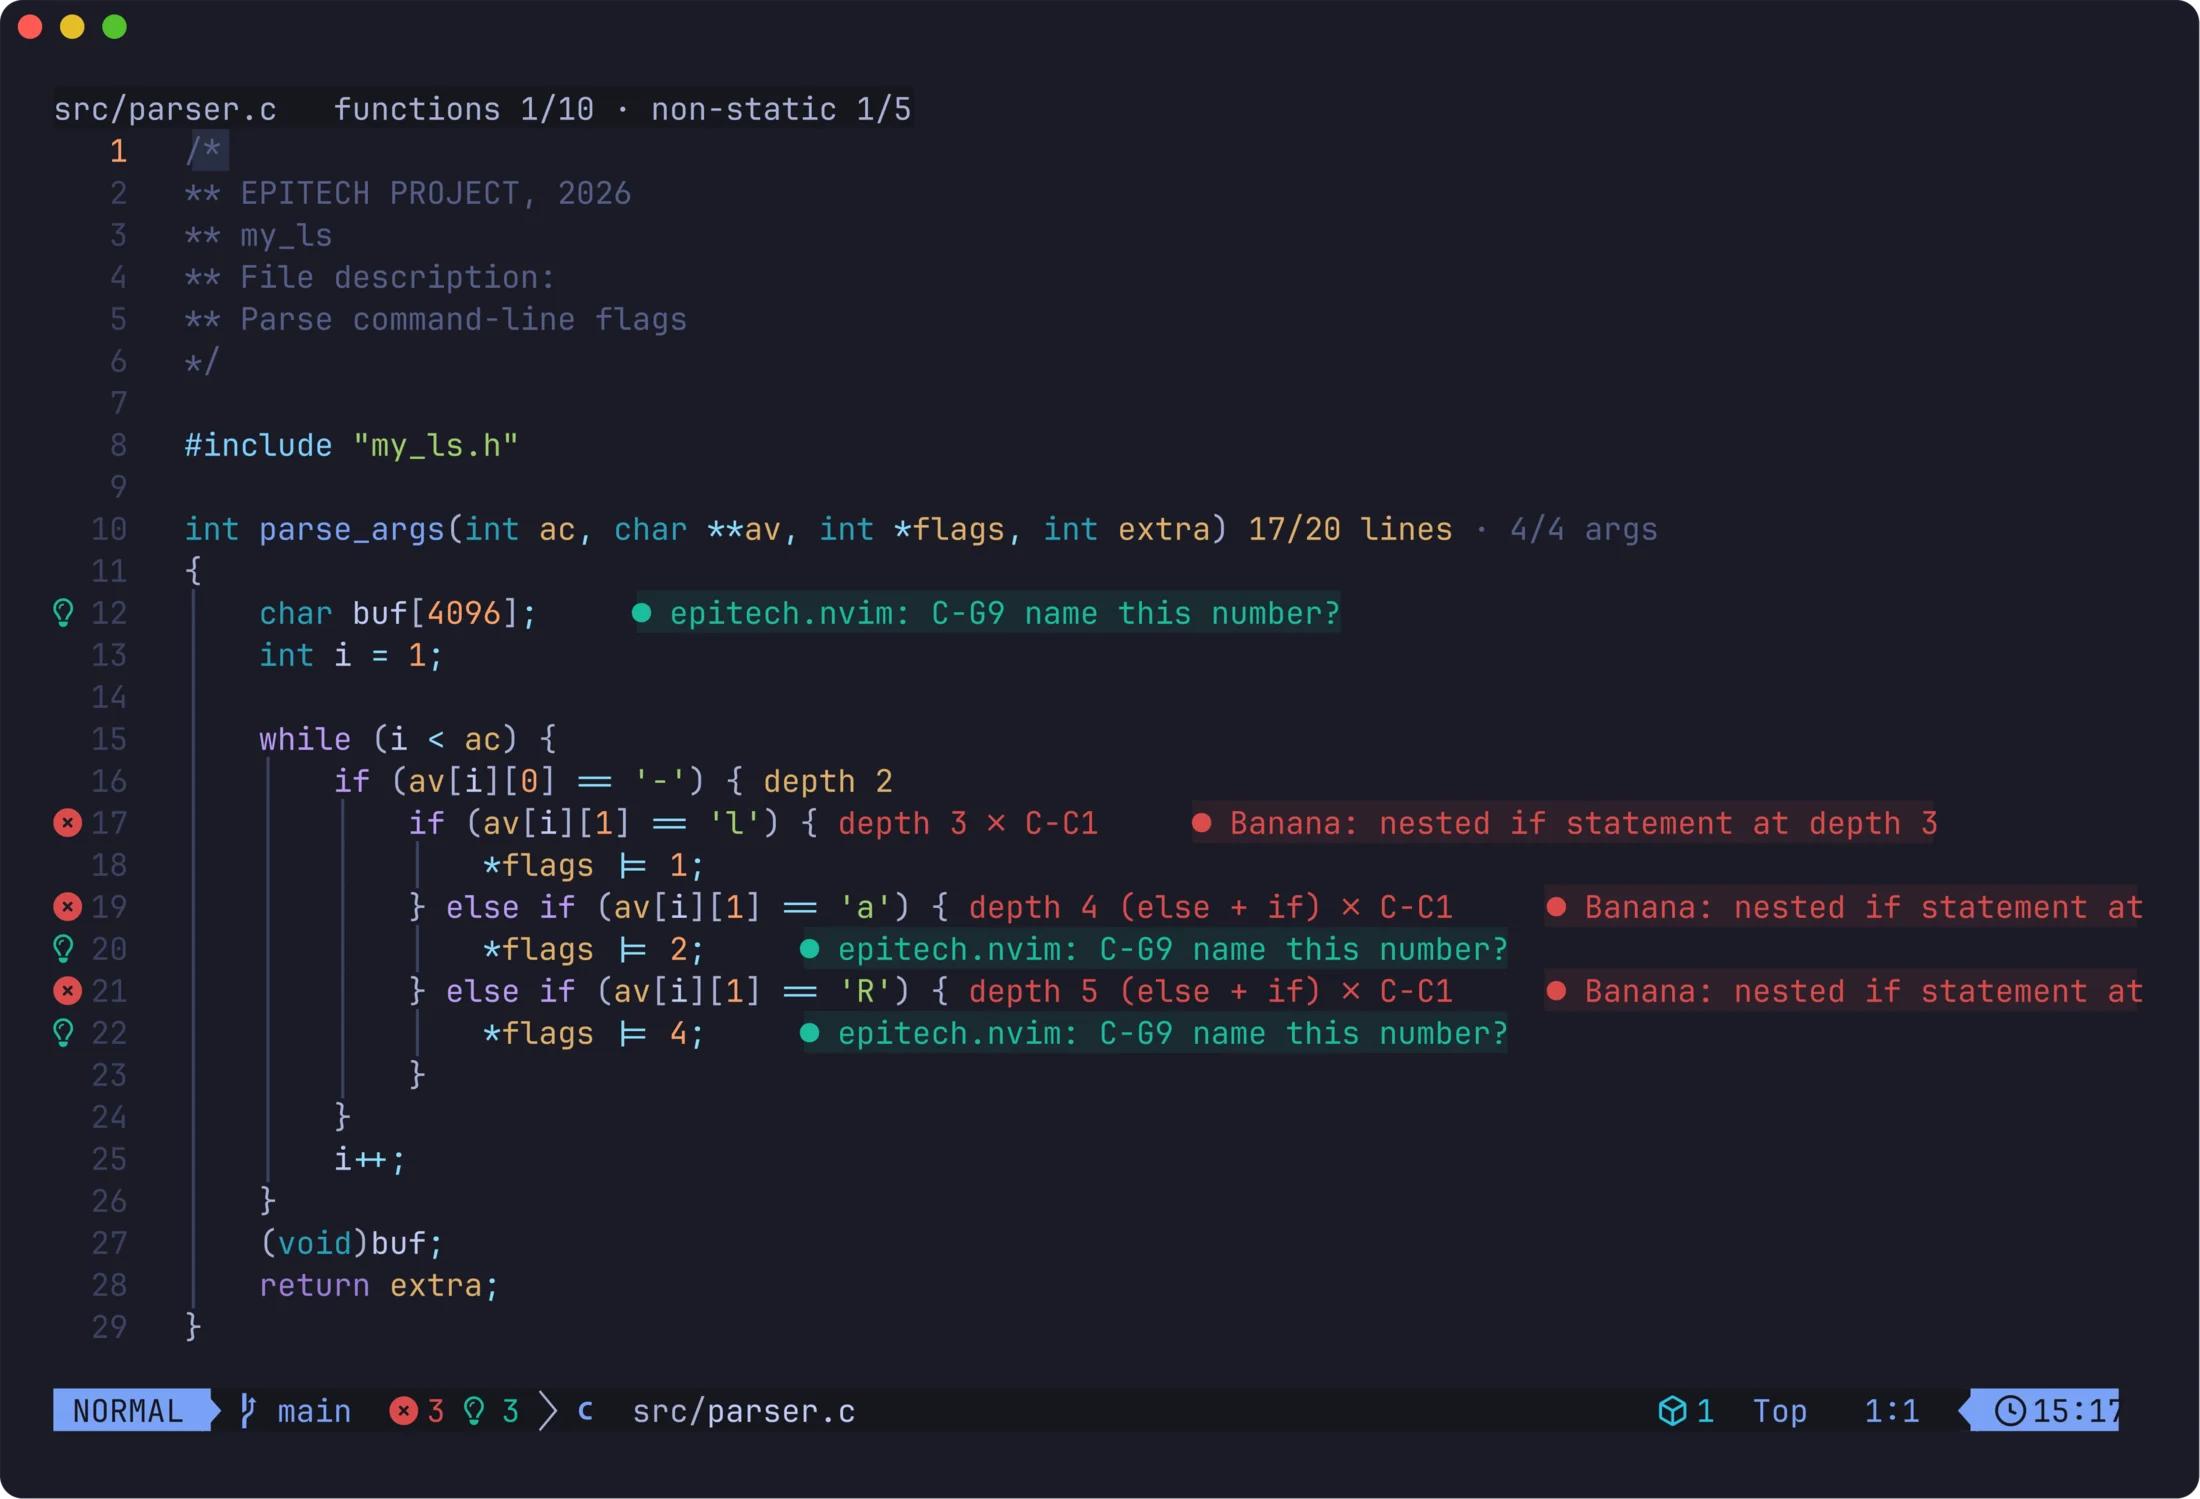 src/parser.c   functions 1/10 · non-static 1/5
1 /*
2 ** EPITECH PROJECT, 2026
3 ** my_ls
4 ** File description:
5 ** Parse command-line flags
6 */
7
8 #include "my_ls.h"
9
10 int parse_args(int ac, char **av, int *flags, int extra) 17/20 lines · 4/4 args
11 {
12     char buf[4096];     ● epitech.nvim: C-G9 name this number?
13     int i = 1;
14
15     while (i < ac) {
16         if (av[i][0] == '-') { depth 2
17             if (av[i][1] == 'l') { depth 3 × C-C1     ● Banana: nested if statement at depth 3
18                 *flags |= 1;
19             } else if (av[i][1] == 'a') { depth 4 (else + if) × C-C1     ● Banana: nested if statement at
20                 *flags |= 2;     ● epitech.nvim: C-G9 name this number?
21             } else if (av[i][1] == 'R') { depth 5 (else + if) × C-C1     ● Banana: nested if statement at
22                 *flags |= 4;     ● epitech.nvim: C-G9 name this number?
23             }
24         }
25         i++;
26     }
27     (void)buf;
28     return extra;
29 }
NORMAL main 3 3 C src/parser.c 1 Top 1:1 15:17